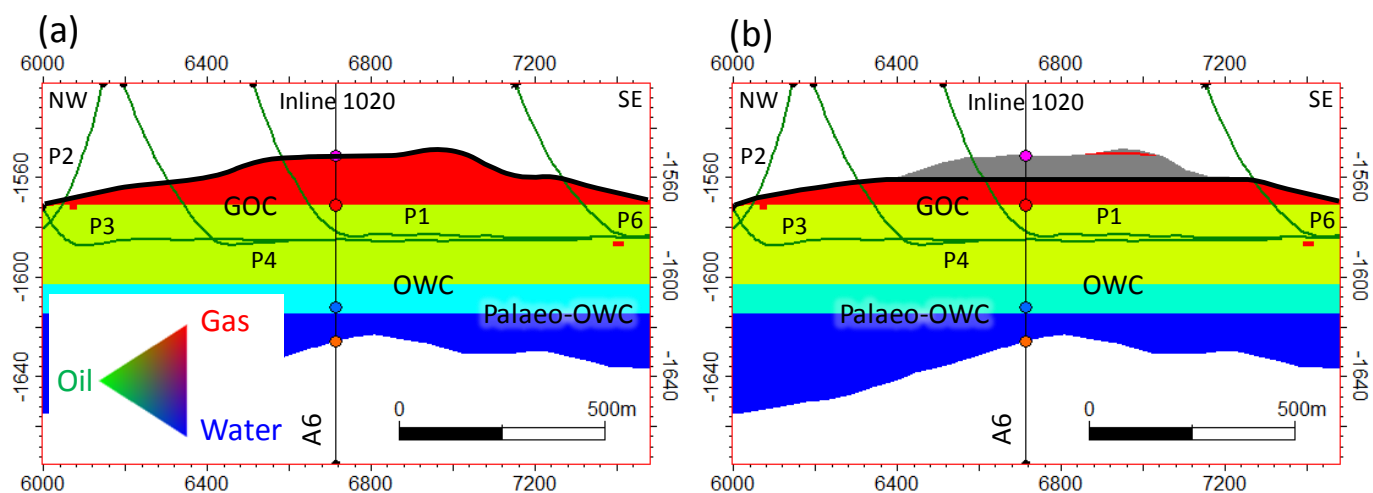 (a)
6000 6400 6800 7200
NW Inline 1020 SE
P2
-1560 -1560
GOC P1 P6
P3
P4
-1600 -1600
OWC
Palaeo-OWC
Gas
Oil
Water
-1640 -1640
0 500m
A6
6000 6400 6800 7200
(b)
6000 6400 6800 7200
NW Inline 1020 SE
P2
-1560 -1560
GOC P1 P6
P3
P4
-1600 -1600
OWC
Palaeo-OWC
-1640 -1640
0 500m
A6
6000 6400 6800 7200